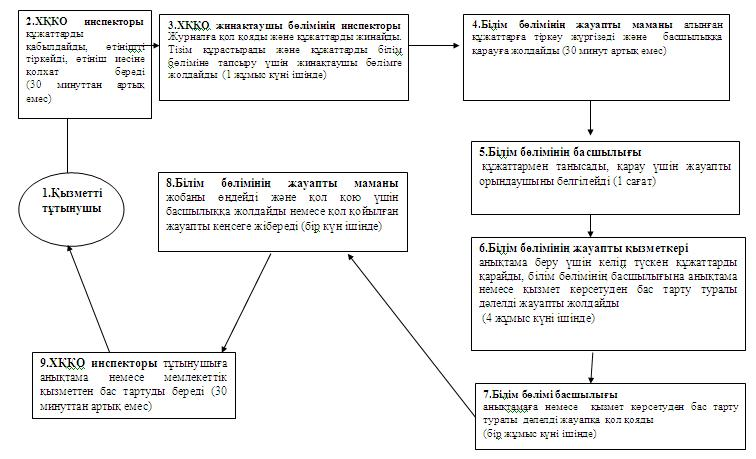 2.ХҚКО инспекторы
құжаттарды
қабылдайды, өтінішті
тіркейді, өтініш иесіне
қолхат береді
(30 минуттан артық
емес)
3.ХҚКО жинақтаушы бөлімінің инспекторы
Журналға қол қояды және құжаттарды жинайды.
Тізім құрастырады және құжаттарды білім
бөліміне тапсыру үшін жинақтаушы бөлімге
жолдайды (1 жұмыс күні ішінде)
4.Білім бөлімінің жауапты маманы алынған
құжаттарға тіркеу жүргізеді және басшылыққа
қарауға жолдайды (30 минут артық емес)
5.Білім бөлімінің басшылығы
құжаттармен танысады, қарау үшін жауапты
орындаушыны белгілейді (1 сағат)
6.Білім бөлімінің жауапты қызметкері
анықтама беру үшін келіп түскен құжаттарды
қарайды, білім бөлімінің басшылығына анықтама
немесе қызмет көрсетуден бас тарту туралы
дәлелді жауапты жолдайды
(4 жұмыс күні ішінде)
7.Білім бөлімі басшылығы
анықтамаға немесе қызмет көрсетуден бас тарту
туралы делелді жауапқа қол қояды
(бір жұмыс күні ішінде)
8.Білім бөлімінің жауапты маманы
жобаны өңдейді және қол қою үшін
басшылыққа жолдайды немесе қол қойылған
жауапты кеңсеге жібереді (бір күн ішінде)
9.ХҚКО инспекторы тұтынушыға
анықтама немесе мемлекеттік
қызметтен бас тартуды береді (30
минуттан артық емес)
1.Қызметті
тұтынушы